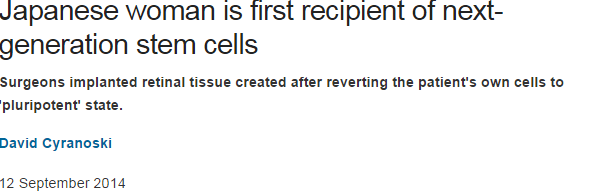 Japanese woman is first recipient of next-
generation stem cells
Surgeons implanted retinal tissue created after reverting the patient's own cells to
'pluripotent' state.
David Cyranoski
12 September 2014